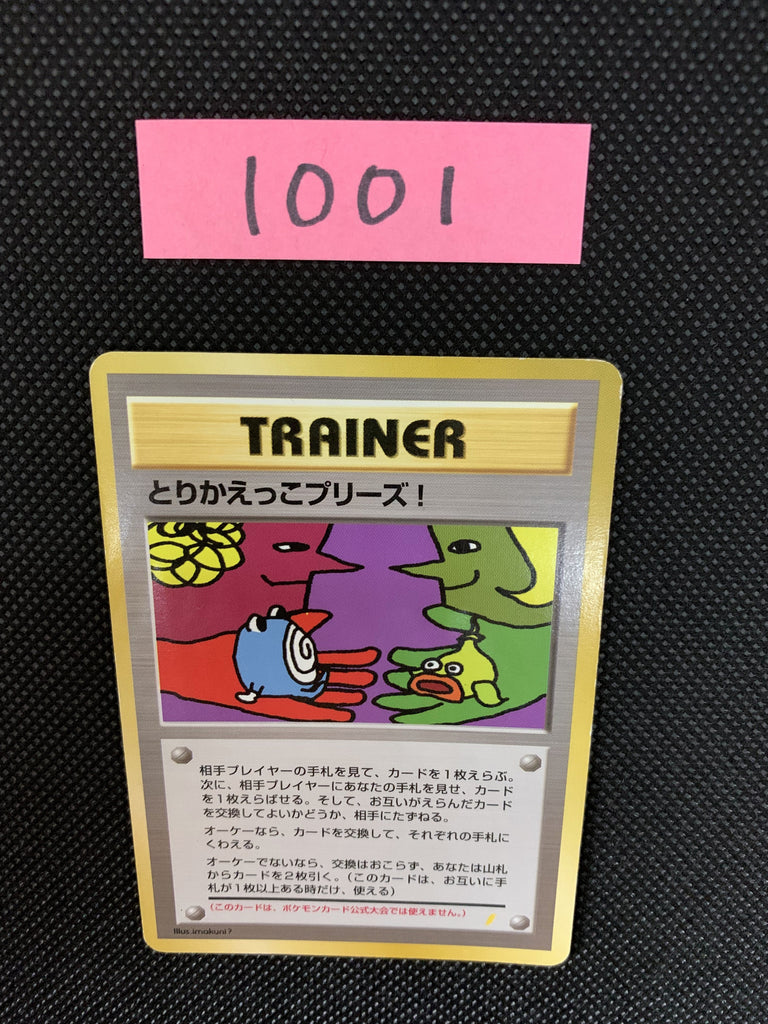 1001
TRAINER
とりかえっこプリーズ！
相手プレイヤーの手札を見て、カードを1枚えらぶ。
次に、相手プレイヤーにあなたの手札を見せ、カード
を1枚えらばせる。そして、お互いがえらんだカード
を交換してよいかどうか、相手にたずねる。
オーケーなら、カードを交換して、それぞれの手札に
くわえる。
オーケーでないなら、交換はおこらず、あなたは山札
からカードを2枚引く。（このカードは、お互いに手
札が1枚以上ある時だけ、使える）
（このカードは、ポケモンカード公式大会では使えません。）
Illus.imakuni?